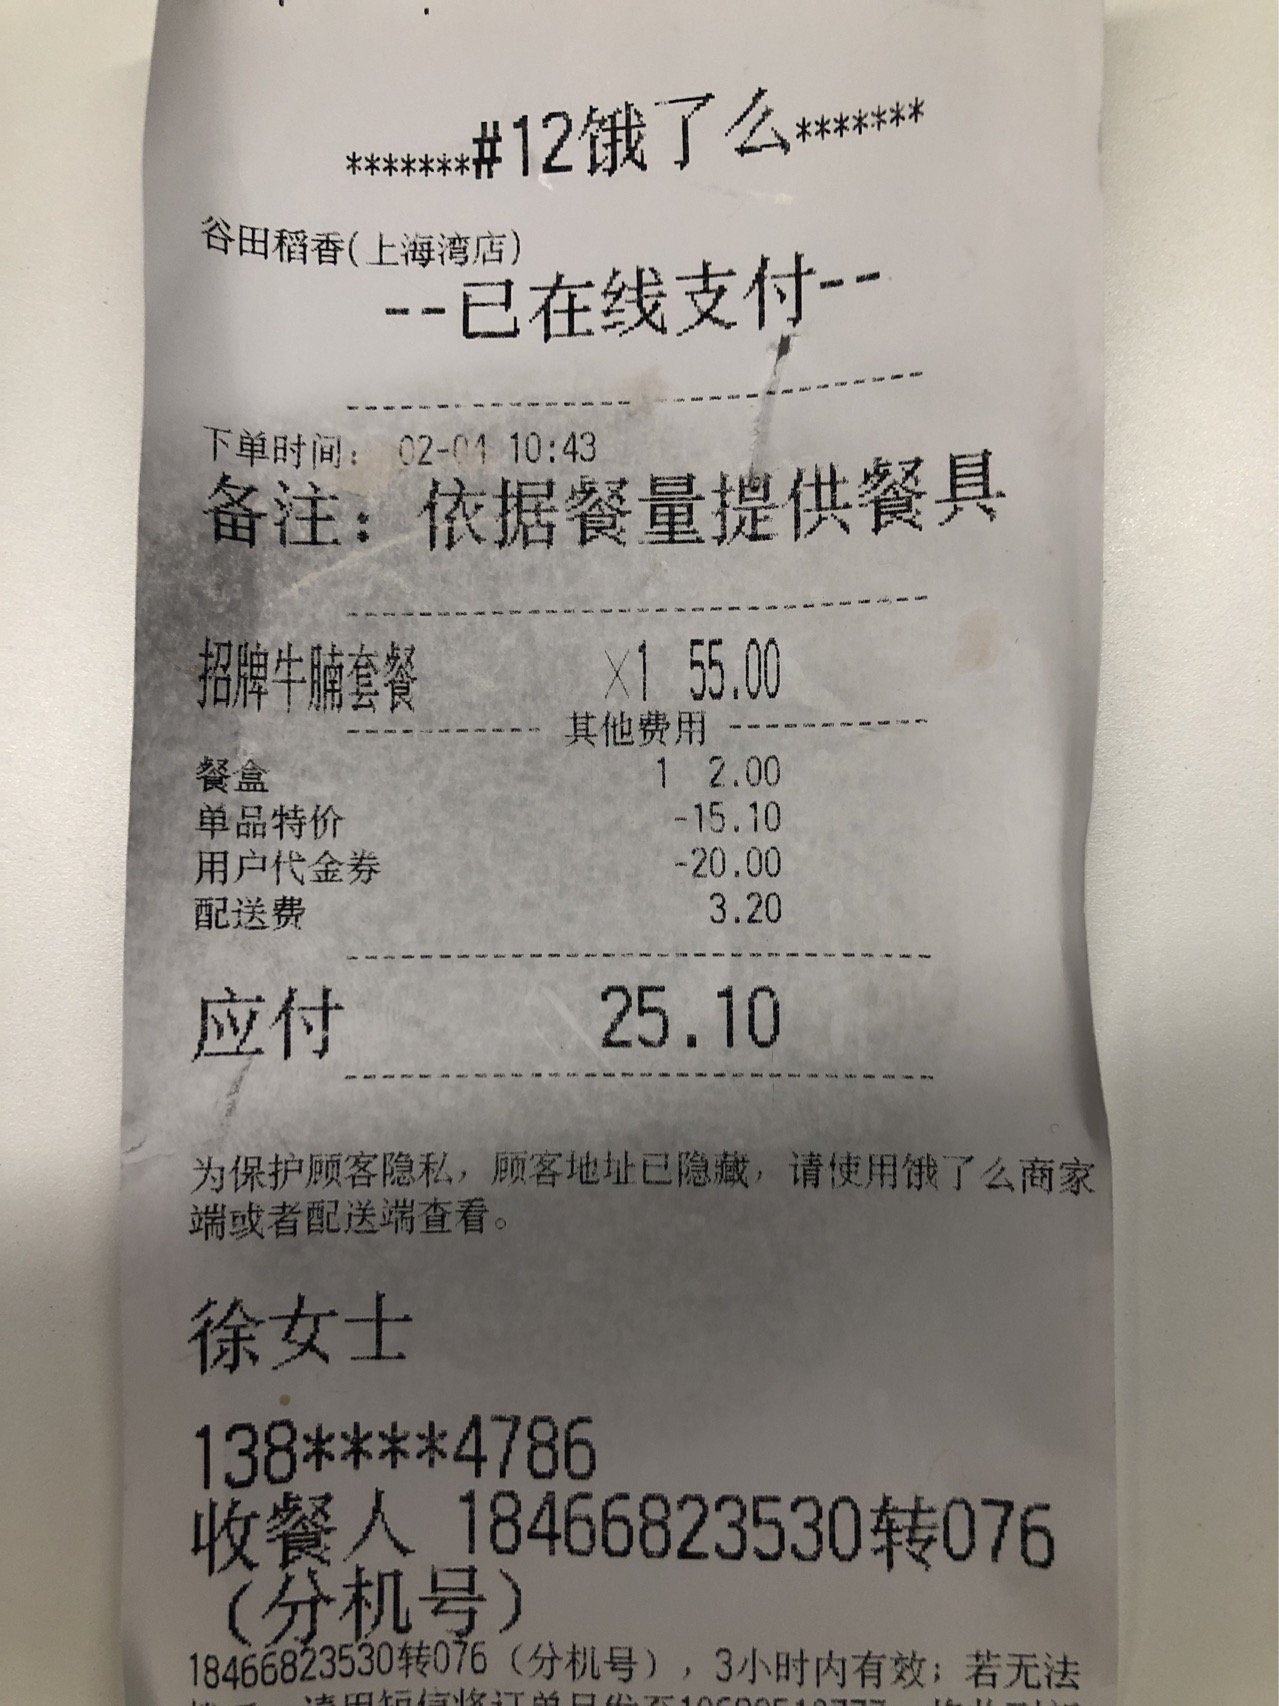 *******#12饿了么*******
谷田稻香(上海湾店)
--已在线支付--
下单时间： 02-04 10:43
备注：依据餐量提供餐具
招牌牛腩套餐 X1 55.00
其他费用
餐盒 1 2.00
单品特价 -15.10
用户代金券 -20.00
配送费 3.20
应付 25.10
为保护顾客隐私，顾客地址已隐藏，请使用饿了么商家
端或者配送端查看。
徐女士
138****4786
收餐人 18466823530转076
（分机号）
18466823530转076（分机号），3小时内有效；若无法